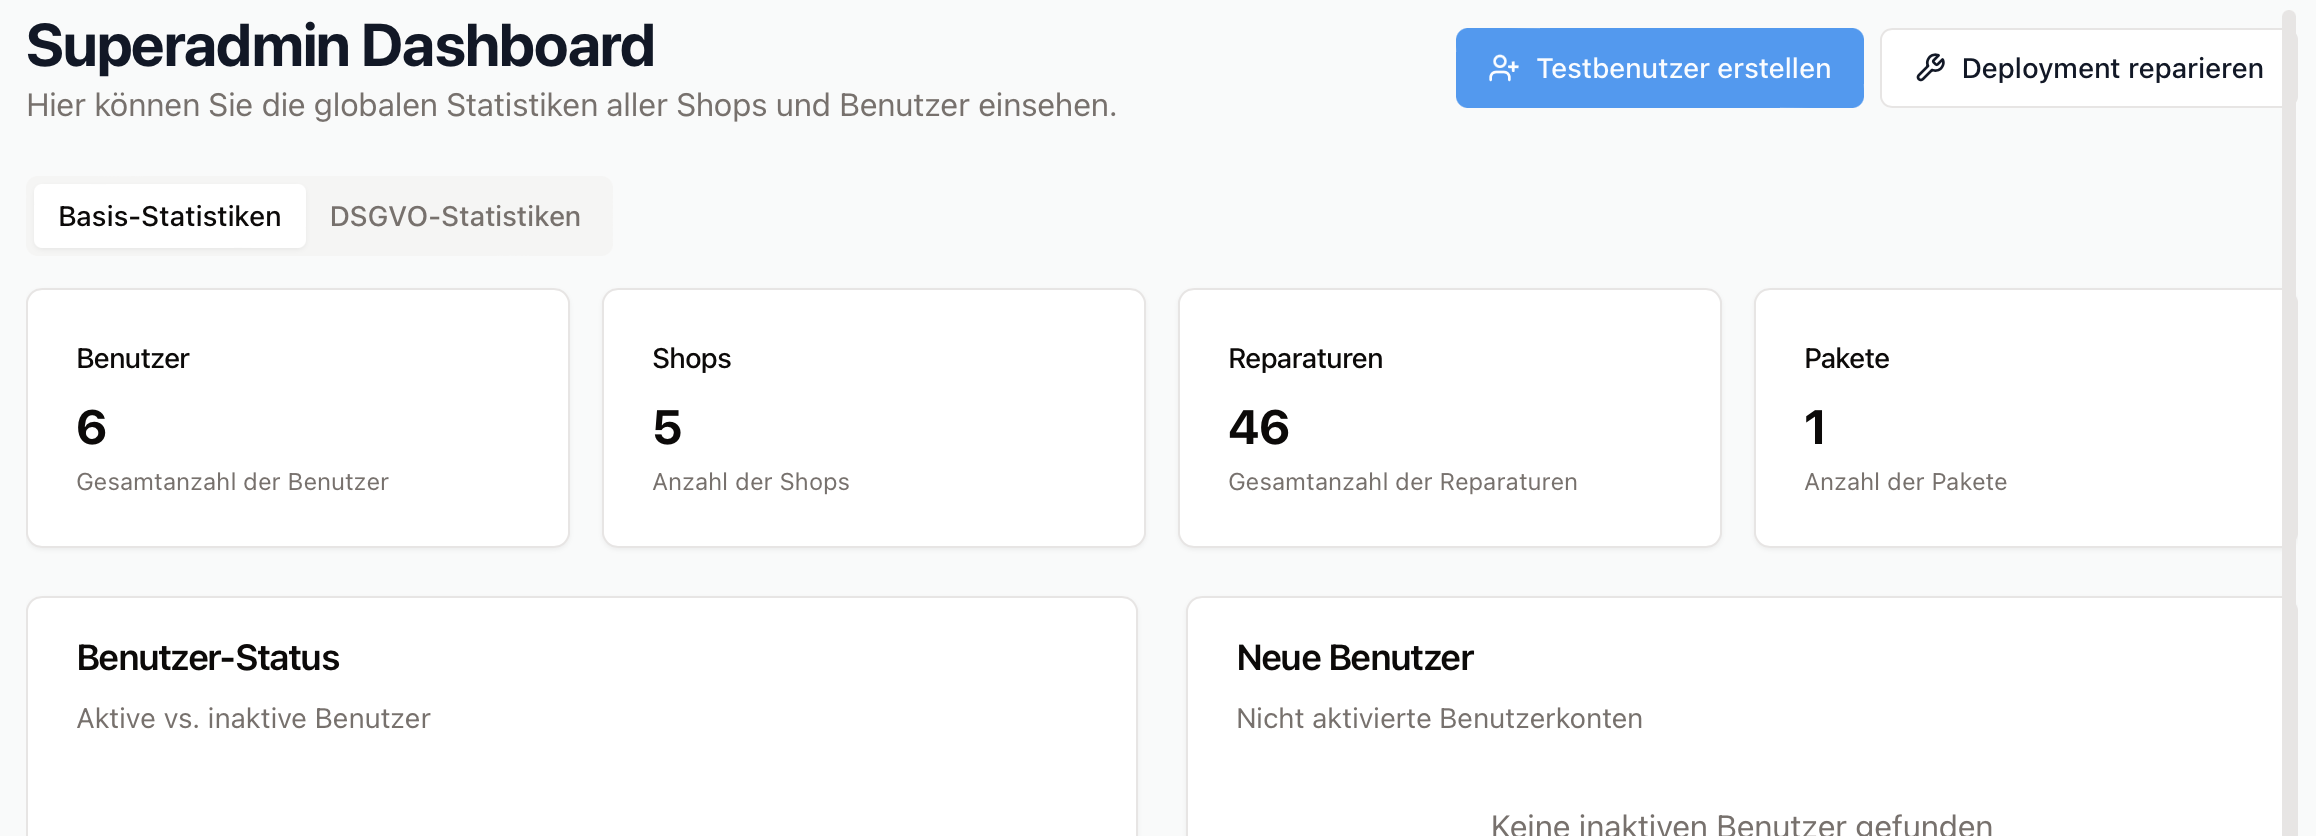 Superadmin Dashboard
Hier können Sie die globalen Statistiken aller Shops und Benutzer einsehen.
Testbenutzer erstellen
Deployment reparieren
Basis-Statistiken
DSGVO-Statistiken
Benutzer
6
Gesamtanzahl der Benutzer
Shops
5
Anzahl der Shops
Reparaturen
46
Gesamtanzahl der Reparaturen
Pakete
1
Anzahl der Pakete
Benutzer-Status
Aktive vs. inaktive Benutzer
Neue Benutzer
Nicht aktivierte Benutzerkonten
Keine inaktiven Benutzer gefunden